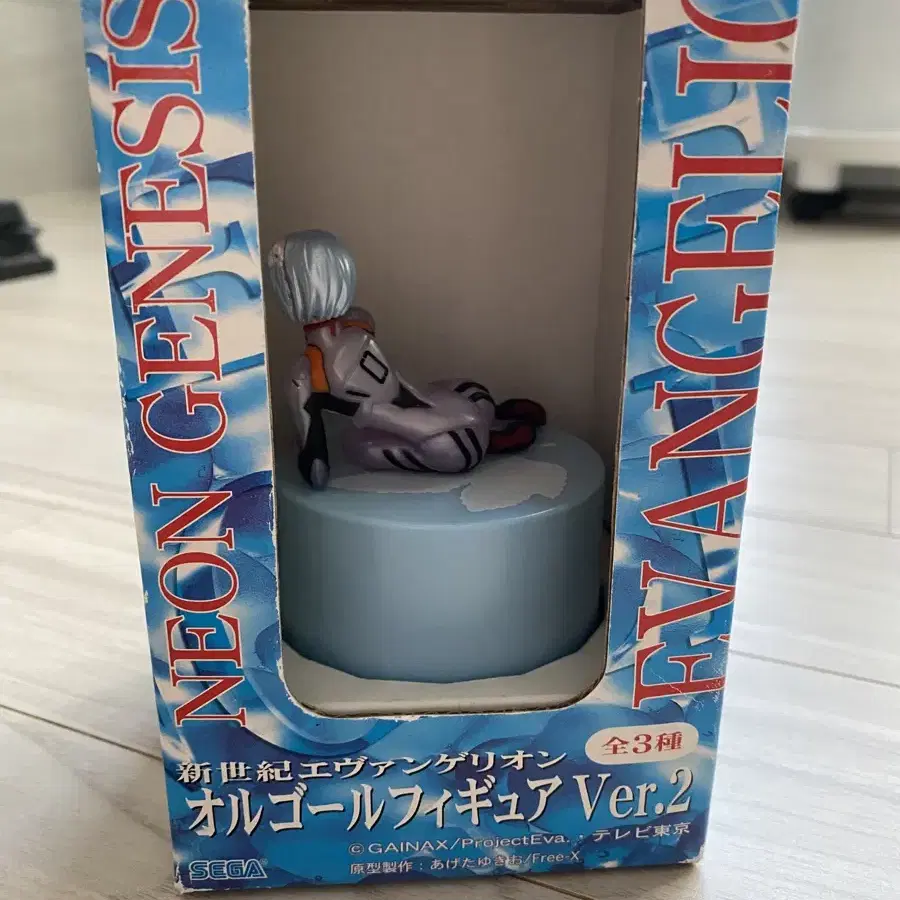 NEON GENESIS
EVANGELIO
全3種
新世紀エヴァンゲリオン
オルゴールフィギュア Ver.2
©GAINAX/ProjectEva.・テレビ東京
SEGA
原型製作：あげたゆきお/Free-X
0